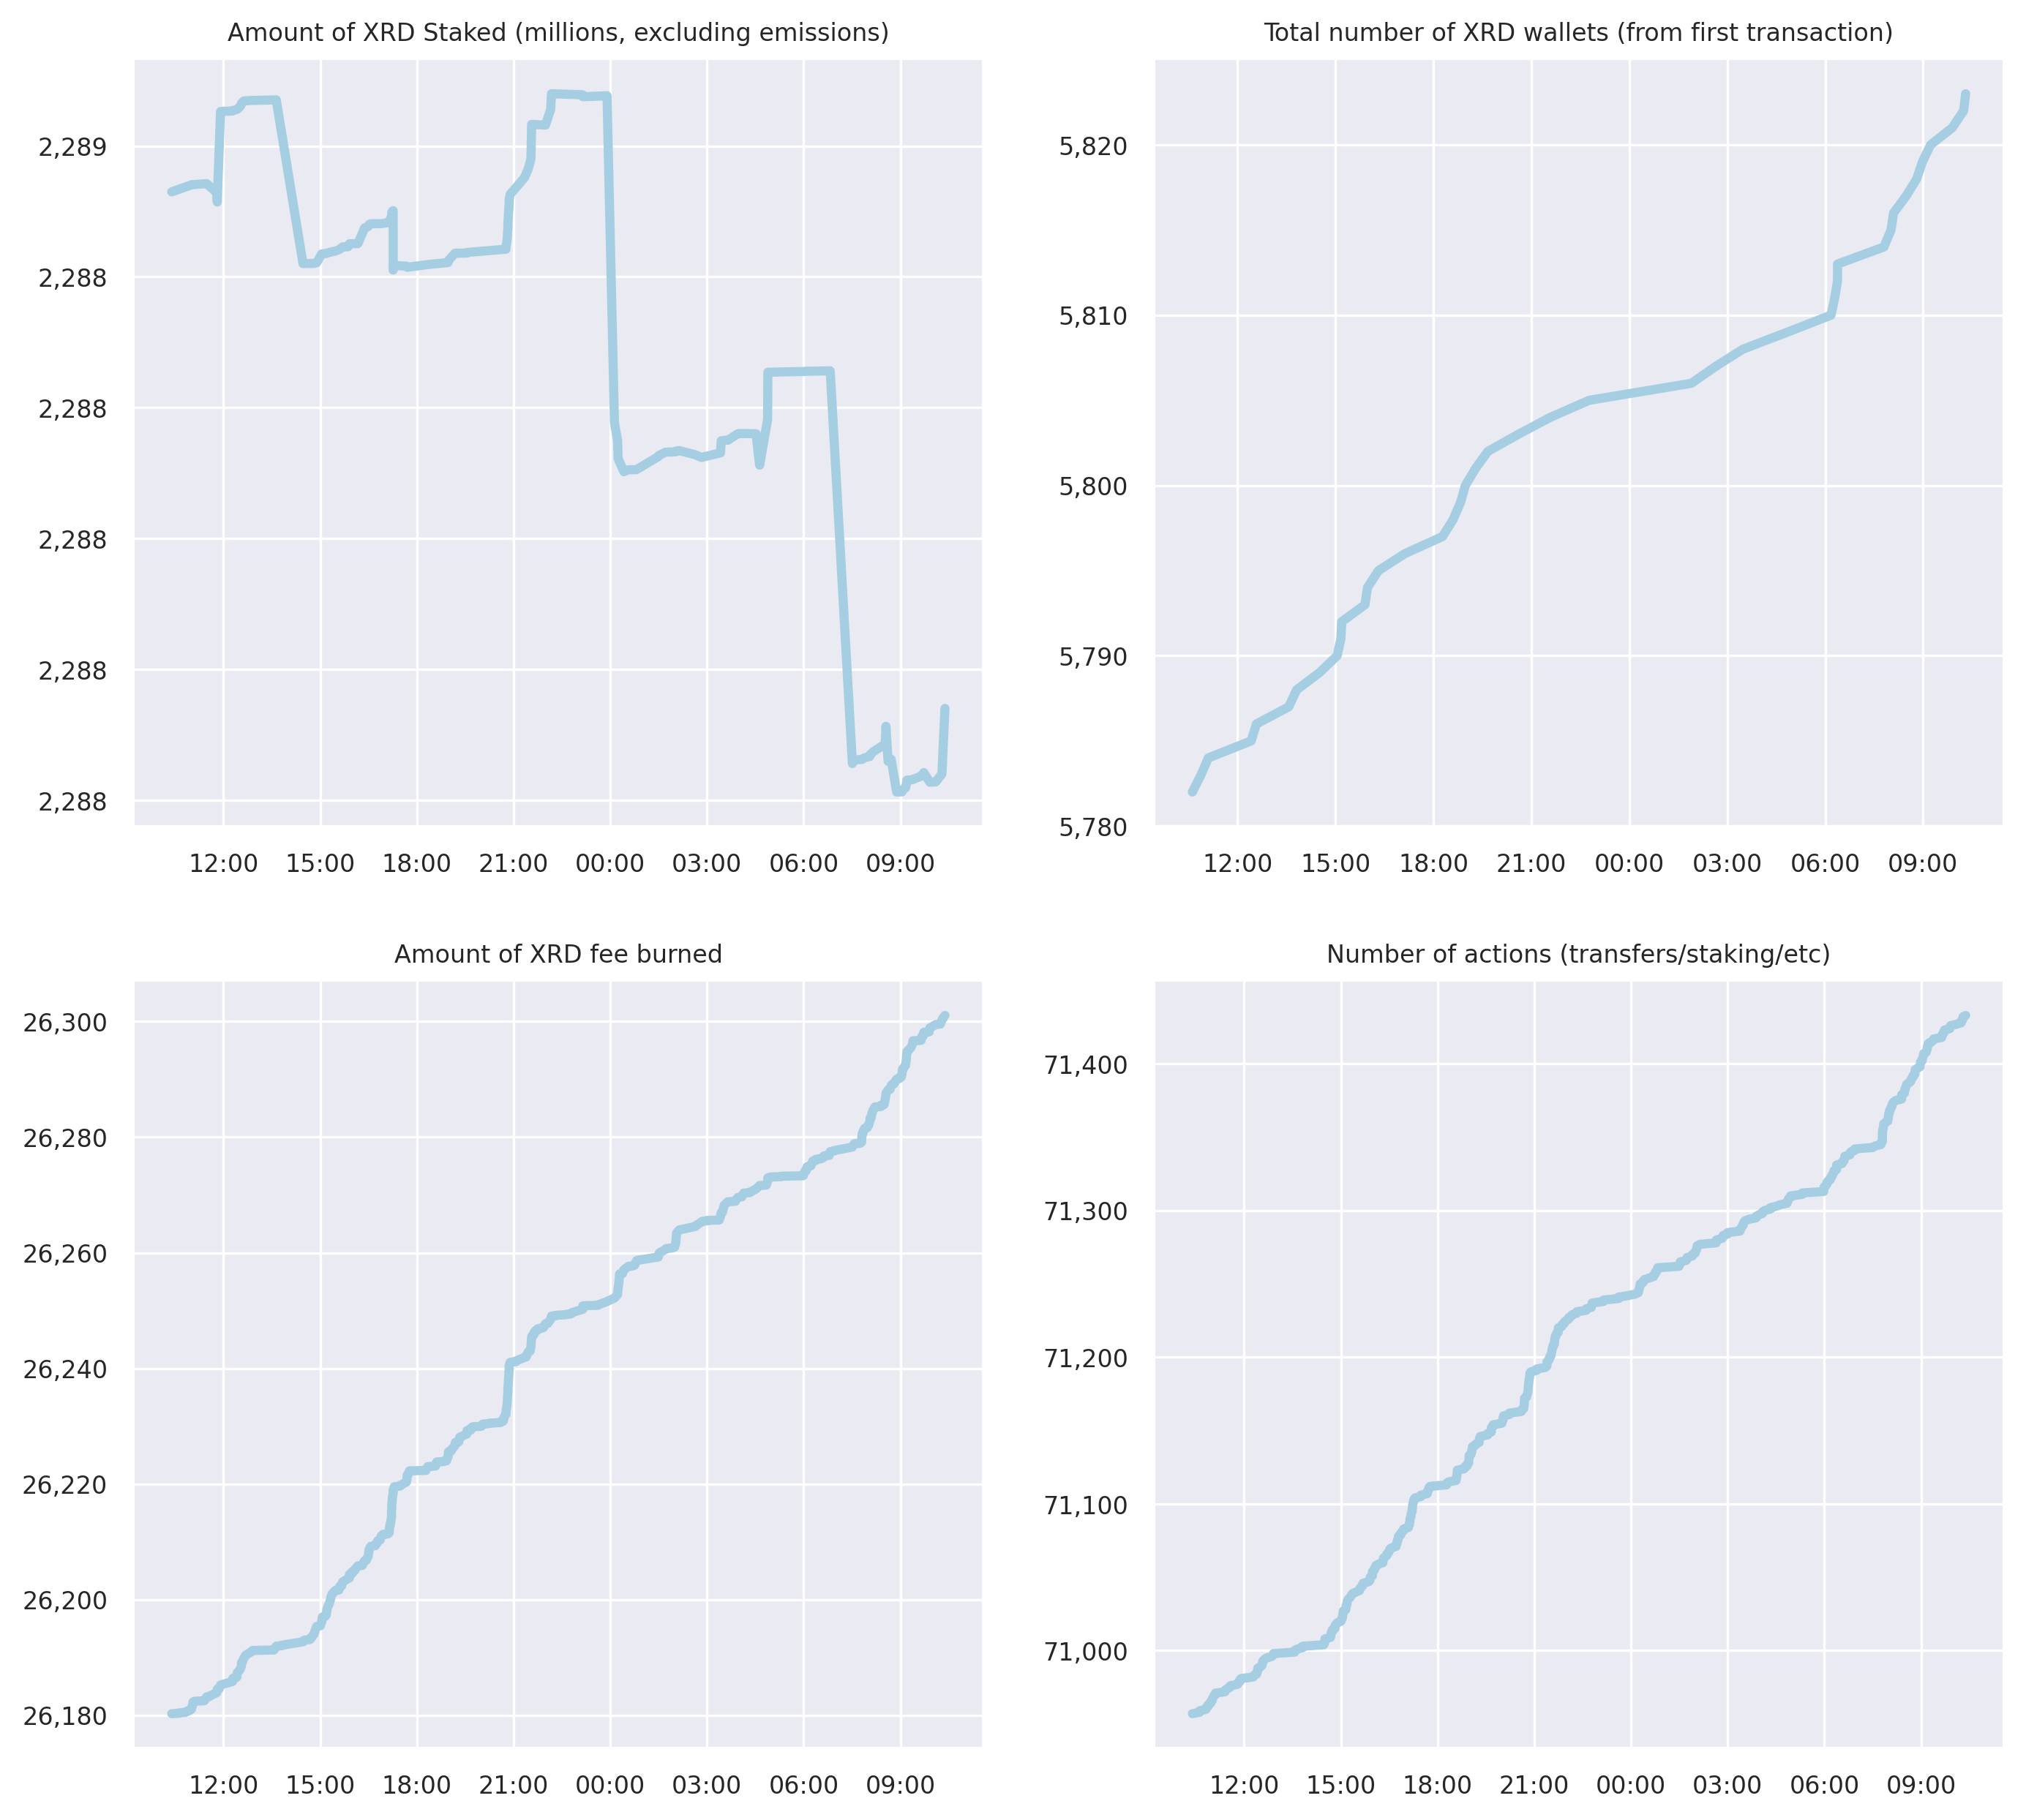 Amount of XRD Staked (millions, excluding emissions)
2,289
2,288
2,288
2,288
2,288
2,288
12:00 15:00 18:00 21:00 00:00 03:00 06:00 09:00
Total number of XRD wallets (from first transaction)
5,820
5,810
5,800
5,790
5,780
12:00 15:00 18:00 21:00 00:00 03:00 06:00 09:00
Amount of XRD fee burned
26,300
26,280
26,260
26,240
26,220
26,200
26,180
12:00 15:00 18:00 21:00 00:00 03:00 06:00 09:00
Number of actions (transfers/staking/etc)
71,400
71,300
71,200
71,100
71,000
12:00 15:00 18:00 21:00 00:00 03:00 06:00 09:00